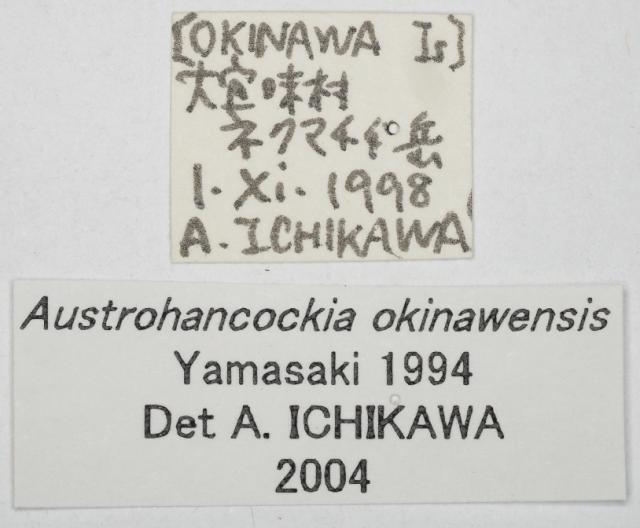 [OKINAWA Is]
大宜味村
ネクマチヂ岳
1. xi. 1998
A. ICHIKAWA
Austrohancockia okinawensis
Yamasaki 1994
Det A. ICHIKAWA
2004